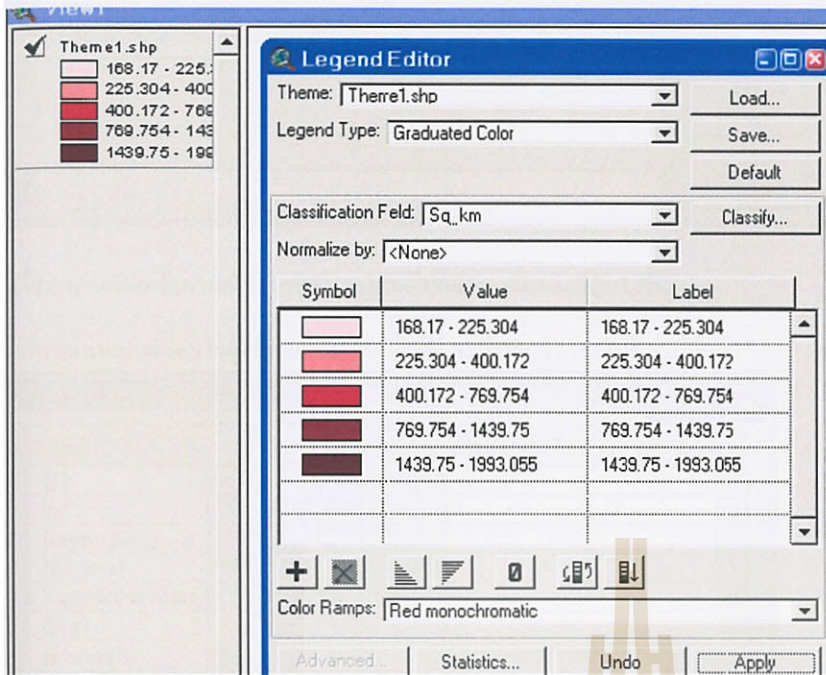 View1
Theme1.shp
168.17 - 225.
225.304 - 400
400.172 - 769
769.754 - 143
1439.75 - 199
Legend Editor
Theme: Theme1.shp
Load...
Legend Type: Graduated Color
Save...
Default
Classification Field: Sq_km
Classify...
Normalize by: <None>
Symbol Value Label
168.17 - 225.304 168.17 - 225.304
225.304 - 400.172 225.304 - 400.172
400.172 - 769.754 400.172 - 769.754
769.754 - 1439.75 769.754 - 1439.75
1439.75 - 1993.055 1439.75 - 1993.055
Color Ramps: Red monochromatic
Advanced... Statistics... Undo Apply